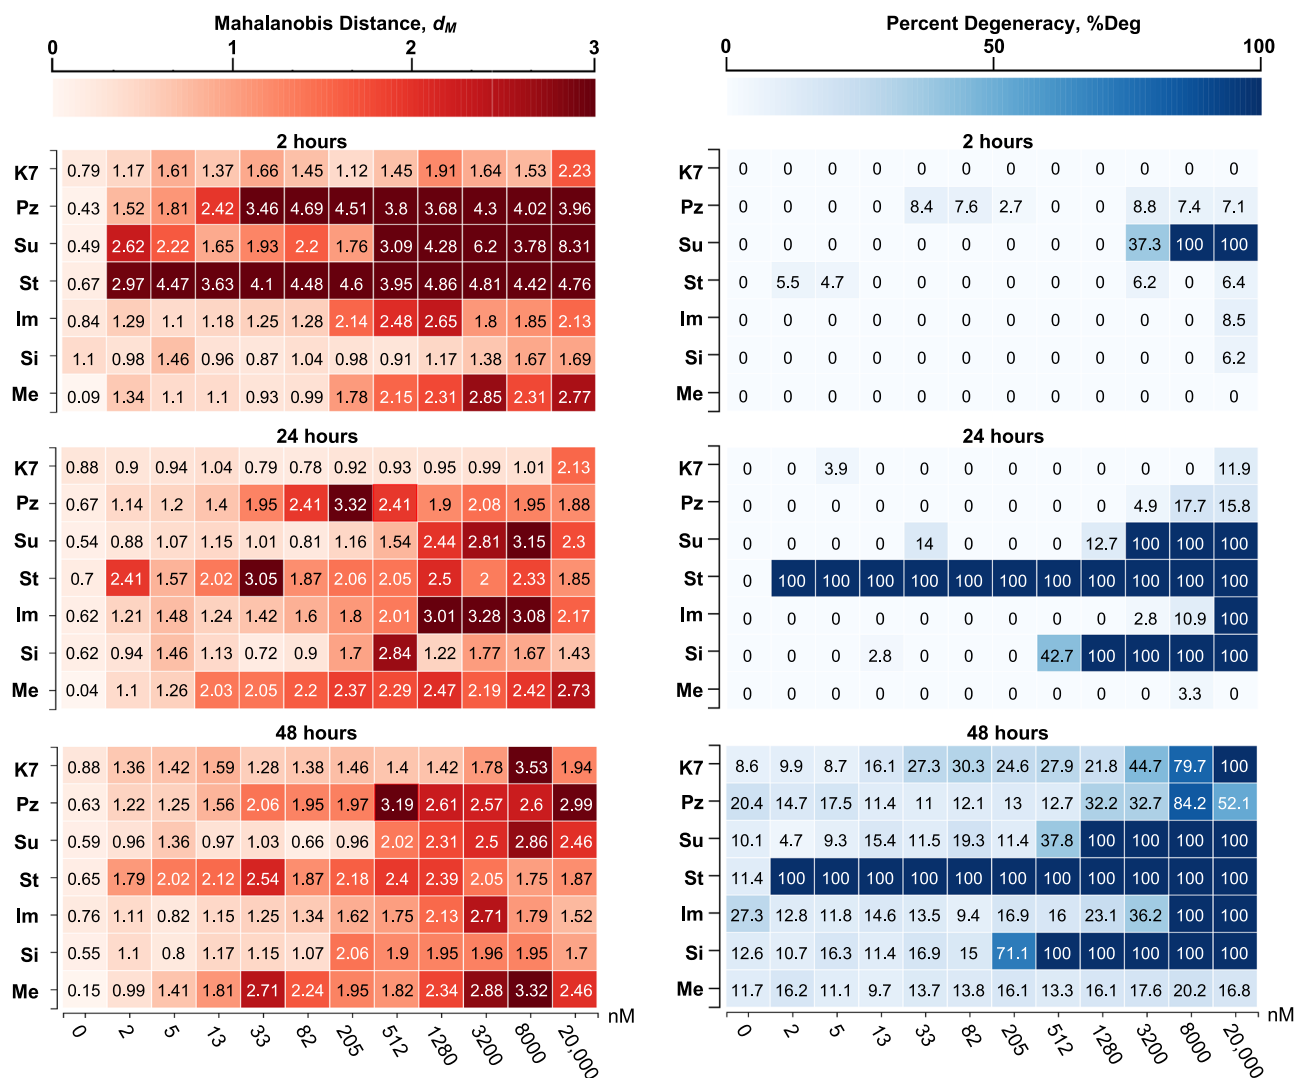 Mahalanobis Distance, dM
0 1 2 3
2 hours
K7 0.79 1.17 1.61 1.37 1.66 1.45 1.12 1.45 1.91 1.64 1.53 2.23
Pz 0.43 1.52 1.81 2.42 3.46 4.69 4.51 3.8 3.68 4.3 4.02 3.96
Su 0.49 2.62 2.22 1.65 1.93 2.2 1.76 3.09 4.28 6.2 3.78 8.31
St 0.67 2.97 4.47 3.63 4.1 4.48 4.6 3.95 4.86 4.81 4.42 4.76
Im 0.84 1.29 1.1 1.18 1.25 1.28 2.14 2.48 2.65 1.8 1.85 2.13
Si 1.1 0.98 1.46 0.96 0.87 1.04 0.98 0.91 1.17 1.38 1.67 1.69
Me 0.09 1.34 1.1 1.1 0.93 0.99 1.78 2.15 2.31 2.85 2.31 2.77
24 hours
K7 0.88 0.9 0.94 1.04 0.79 0.78 0.92 0.93 0.95 0.99 1.01 2.13
Pz 0.67 1.14 1.2 1.4 1.95 2.41 3.32 2.41 1.9 2.08 1.95 1.88
Su 0.54 0.88 1.07 1.15 1.01 0.81 1.16 1.54 2.44 2.81 3.15 2.3
St 0.7 2.41 1.57 2.02 3.05 1.87 2.06 2.05 2.5 2 2.33 1.85
Im 0.62 1.21 1.48 1.24 1.42 1.6 1.8 2.01 3.01 3.28 3.08 2.17
Si 0.62 0.94 1.46 1.13 0.72 0.9 1.7 2.84 1.22 1.77 1.67 1.43
Me 0.04 1.1 1.26 2.03 2.05 2.2 2.37 2.29 2.47 2.19 2.42 2.73
48 hours
K7 0.88 1.36 1.42 1.59 1.28 1.38 1.46 1.4 1.42 1.78 3.53 1.94
Pz 0.63 1.22 1.25 1.56 2.06 1.95 1.97 3.19 2.61 2.57 2.6 2.99
Su 0.59 0.96 1.36 0.97 1.03 0.66 0.96 2.02 2.31 2.5 2.86 2.46
St 0.65 1.79 2.02 2.12 2.54 1.87 2.18 2.4 2.39 2.05 1.75 1.87
Im 0.76 1.11 0.82 1.15 1.25 1.34 1.62 1.75 2.13 2.71 1.79 1.52
Si 0.55 1.1 0.8 1.17 1.15 1.07 2.06 1.9 1.95 1.96 1.95 1.7
Me 0.15 0.99 1.41 1.81 2.71 2.24 1.95 1.82 2.34 2.88 3.32 2.46
0 2 5 13 33 82 205 512 1280 3200 8000 20,000 nM
Percent Degeneracy, %Deg
0 50 100
2 hours
K7 0 0 0 0 0 0 0 0 0 0 0 0
Pz 0 0 0 0 8.4 7.6 2.7 0 0 8.8 7.4 7.1
Su 0 0 0 0 0 0 0 0 0 37.3 100 100
St 0 5.5 4.7 0 0 0 0 0 0 6.2 0 6.4
Im 0 0 0 0 0 0 0 0 0 0 0 8.5
Si 0 0 0 0 0 0 0 0 0 0 0 6.2
Me 0 0 0 0 0 0 0 0 0 0 0 0
24 hours
K7 0 0 3.9 0 0 0 0 0 0 0 0 11.9
Pz 0 0 0 0 0 0 0 0 0 4.9 17.7 15.8
Su 0 0 0 0 14 0 0 0 12.7 100 100 100
St 0 100 100 100 100 100 100 100 100 100 100 100
Im 0 0 0 0 0 0 0 0 0 2.8 10.9 100
Si 0 0 0 2.8 0 0 0 42.7 100 100 100 100
Me 0 0 0 0 0 0 0 0 0 0 3.3 0
48 hours
K7 8.6 9.9 8.7 16.1 27.3 30.3 24.6 27.9 21.8 44.7 79.7 100
Pz 20.4 14.7 17.5 11.4 11 12.1 13 12.7 32.2 32.7 84.2 52.1
Su 10.1 4.7 9.3 15.4 11.5 19.3 11.4 37.8 100 100 100 100
St 11.4 100 100 100 100 100 100 100 100 100 100 100
Im 27.3 12.8 11.8 14.6 13.5 9.4 16.9 16 23.1 36.2 100 100
Si 12.6 10.7 16.3 11.4 16.9 15 71.1 100 100 100 100 100
Me 11.7 16.2 11.1 9.7 13.7 13.8 16.1 13.3 16.1 17.6 20.2 16.8
0 2 5 13 33 82 205 512 1280 3200 8000 20,000 nM